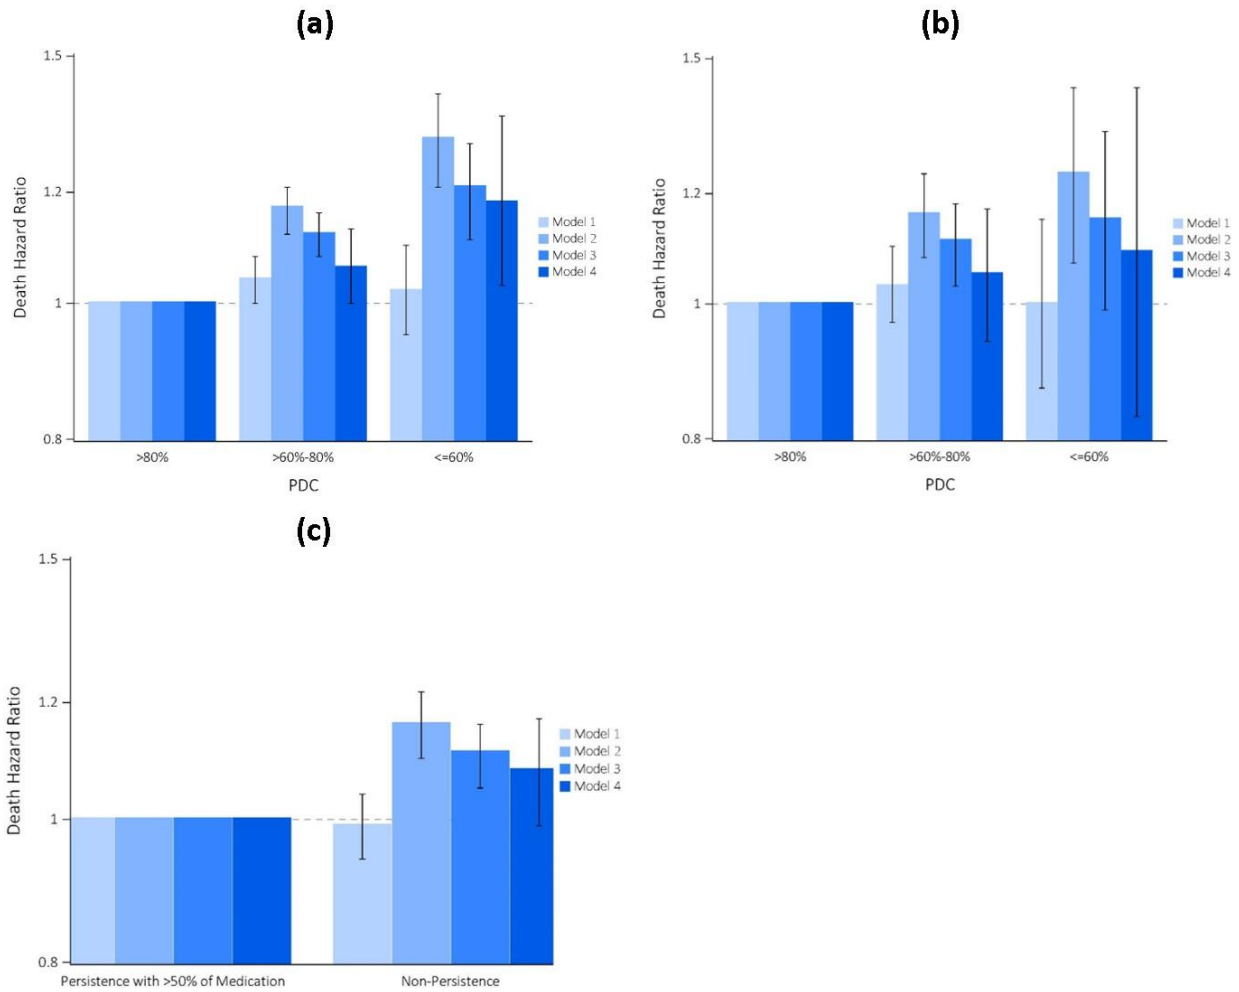 (a)
1.5
1.2
1
0.8
Death Hazard Ratio
>80%
>60%-80%
<=60%
PDC
Model 1
Model 2
Model 3
Model 4
(b)
1.5
1.2
1
0.8
Death Hazard Ratio
>80%
>60%-80%
<=60%
PDC
Model 1
Model 2
Model 3
Model 4
(c)
1.5
1.2
1
0.8
Death Hazard Ratio
Persistence with >50% of Medication
Non-Persistence
Model 1
Model 2
Model 3
Model 4